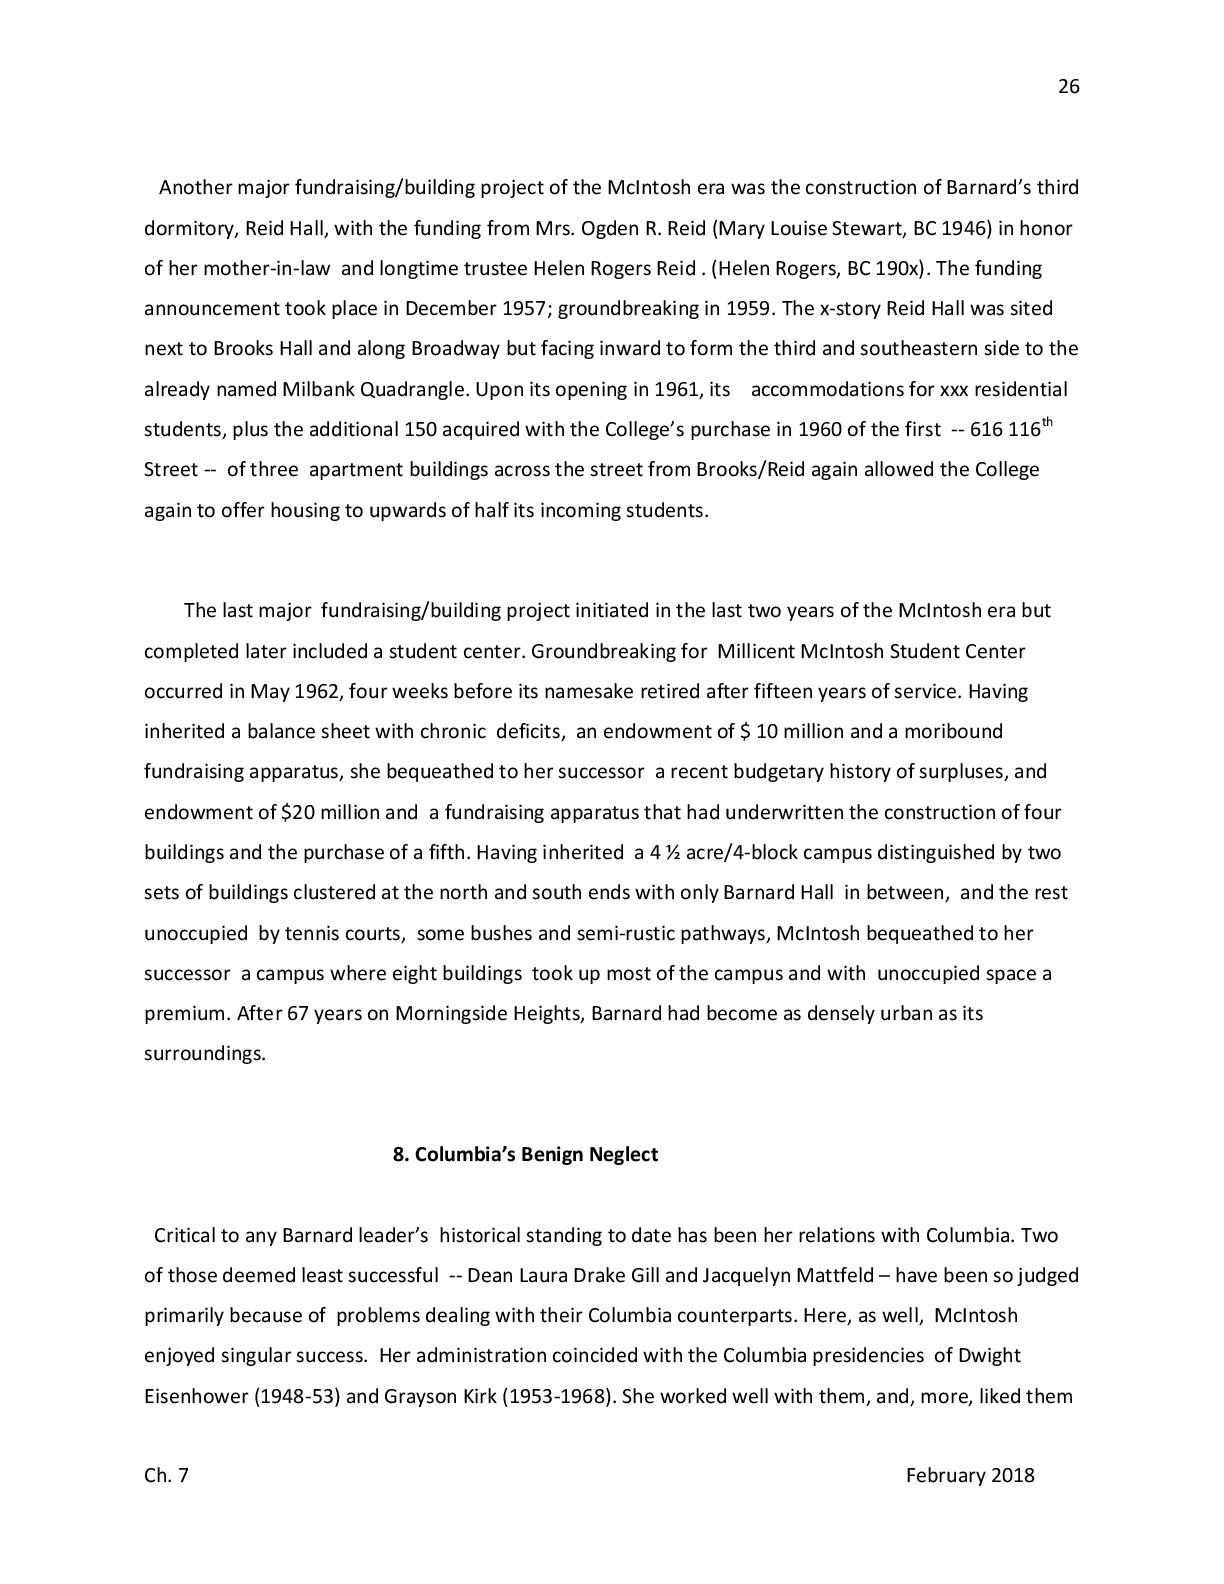 26
Another major fundraising/building project of the McIntosh era was the construction of Barnard’s third
dormitory, Reid Hall, with the funding from Mrs. Ogden R. Reid (Mary Louise Stewart, BC 1946) in honor
of her mother-in-law and longtime trustee Helen Rogers Reid . (Helen Rogers, BC 190x). The funding
announcement took place in December 1957; groundbreaking in 1959. The x-story Reid Hall was sited
next to Brooks Hall and along Broadway but facing inward to form the third and southeastern side to the
already named Milbank Quadrangle. Upon its opening in 1961, its accommodations for xxx residential
students, plus the additional 150 acquired with the College’s purchase in 1960 of the first -- 616 116th
Street -- of three apartment buildings across the street from Brooks/Reid again allowed the College
again to offer housing to upwards of half its incoming students.
The last major fundraising/building project initiated in the last two years of the McIntosh era but
completed later included a student center. Groundbreaking for Millicent McIntosh Student Center
occurred in May 1962, four weeks before its namesake retired after fifteen years of service. Having
inherited a balance sheet with chronic deficits, an endowment of $ 10 million and a moribound
fundraising apparatus, she bequeathed to her successor a recent budgetary history of surpluses, and
endowment of $20 million and a fundraising apparatus that had underwritten the construction of four
buildings and the purchase of a fifth. Having inherited a 4 ½ acre/4-block campus distinguished by two
sets of buildings clustered at the north and south ends with only Barnard Hall in between, and the rest
unoccupied by tennis courts, some bushes and semi-rustic pathways, McIntosh bequeathed to her
successor a campus where eight buildings took up most of the campus and with unoccupied space a
premium. After 67 years on Morningside Heights, Barnard had become as densely urban as its
surroundings.
8. Columbia’s Benign Neglect
Critical to any Barnard leader’s historical standing to date has been her relations with Columbia. Two
of those deemed least successful -- Dean Laura Drake Gill and Jacquelyn Mattfeld – have been so judged
primarily because of problems dealing with their Columbia counterparts. Here, as well, McIntosh
enjoyed singular success. Her administration coincided with the Columbia presidencies of Dwight
Eisenhower (1948-53) and Grayson Kirk (1953-1968). She worked well with them, and, more, liked them
Ch. 7 February 2018